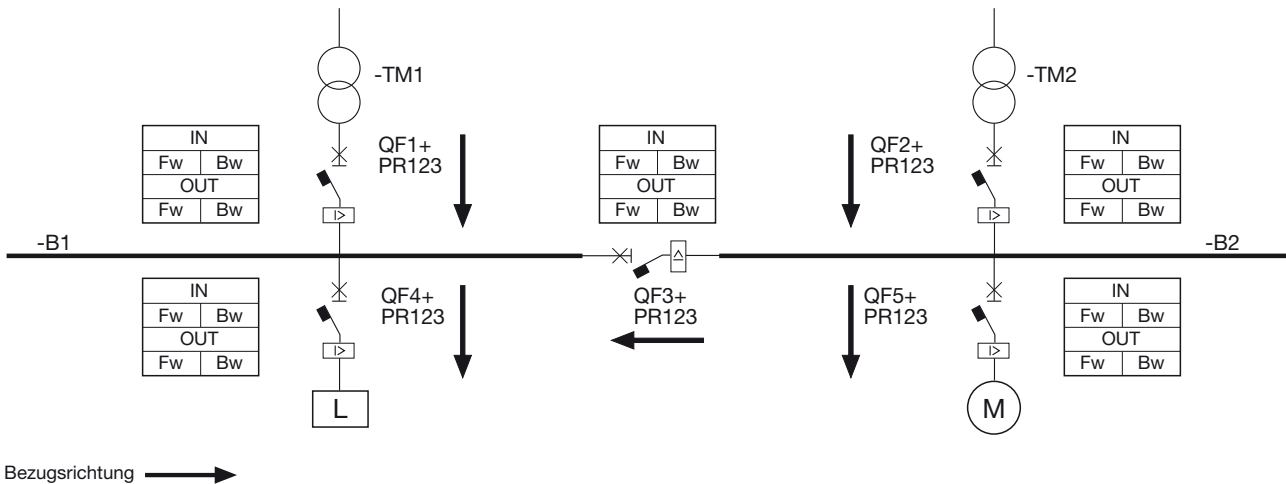 -TM1
-TM2
IN
Fw Bw
OUT
Fw Bw
QF1+
PR123
IN
Fw Bw
OUT
Fw Bw
QF2+
PR123
IN
Fw Bw
OUT
Fw Bw
I>
I>
-B1
-B2
I>
IN
Fw Bw
OUT
Fw Bw
QF4+
PR123
QF3+
PR123
QF5+
PR123
IN
Fw Bw
OUT
Fw Bw
I>
I>
L
M
Bezugsrichtung